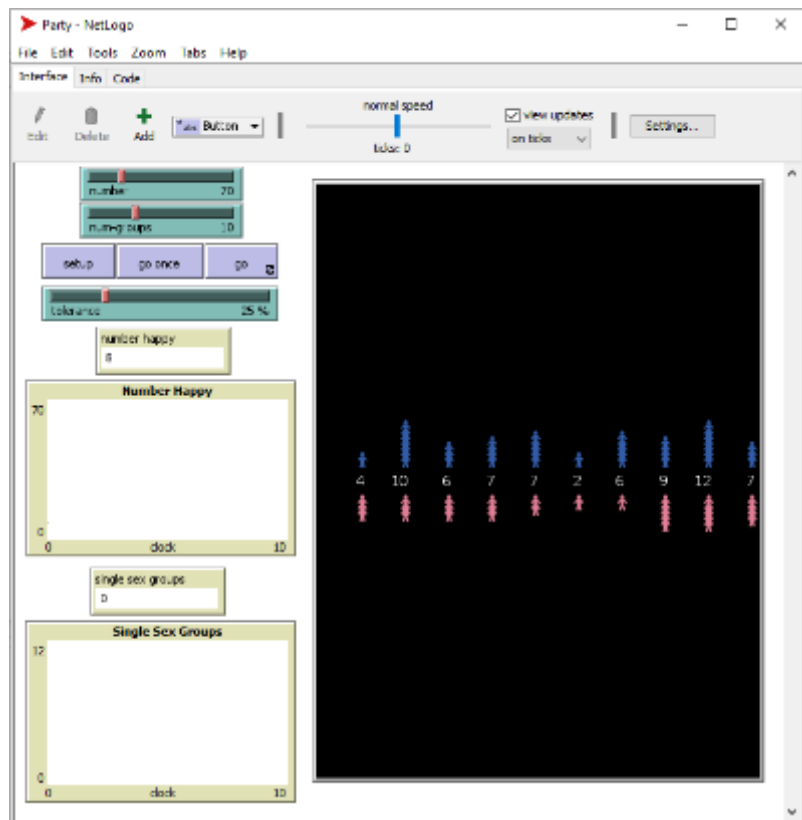 Party - NetLogo
File Edit Tools Zoom Tabs Help
Interface Info Code
Edit Delete Add Button normal speed ticks: 0 view updates on ticks Settings...
number 70
num-groups 10
setup go once go
tolerance 25 %
number happy
Number Happy
70
0
0 clock 10
4 10 6 7 7 2 6 9 12 7
single sex groups
0
Single Sex Groups
12
0
0 clock 10